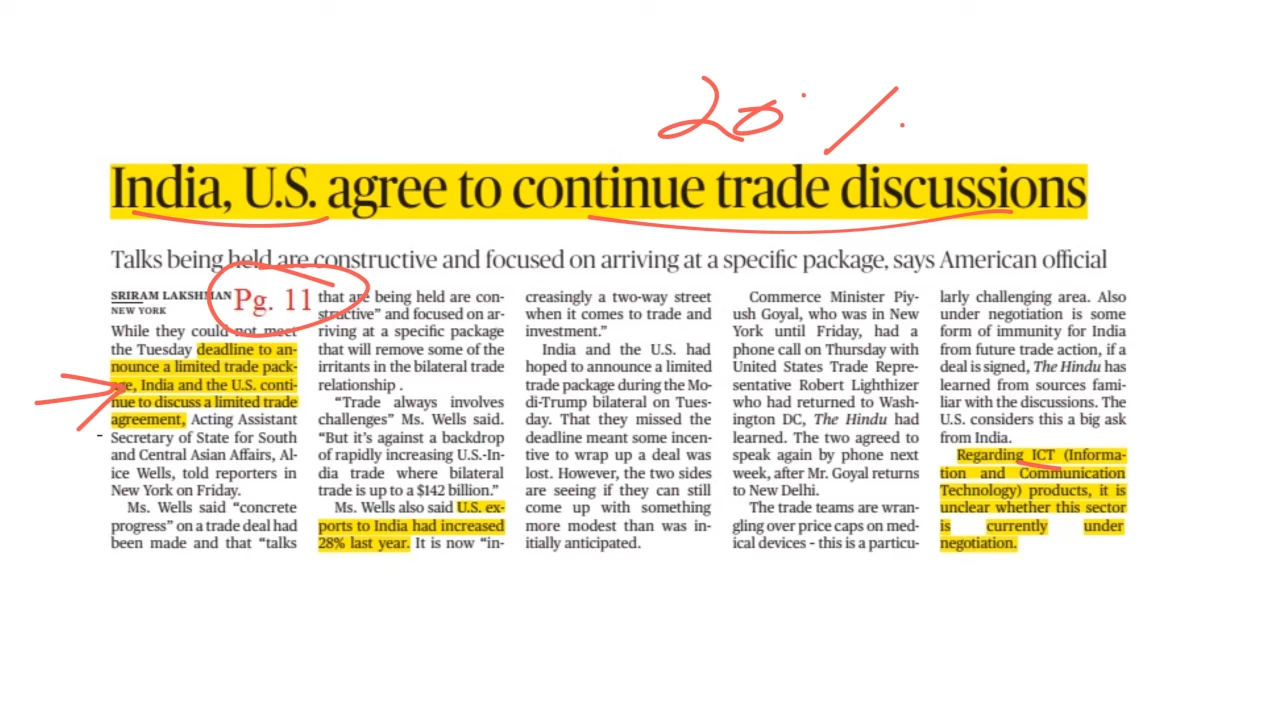 20%
India, U.S. agree to continue trade discussions
Talks being held are constructive and focused on arriving at a specific package, says American official
SRIRAM LAKSHMAN
NEW YORK
Pg. 11
While they could not meet
the Tuesday deadline to an-
nounce a limited trade pack-
age, India and the U.S. conti-
nue to discuss a limited trade
agreement, Acting Assistant
Secretary of State for South
and Central Asian Affairs, Al-
ice Wells, told reporters in
New York on Friday.
Ms. Wells said “concrete
progress” on a trade deal had
been made and that “talks
that are being held are con-
structive” and focused on ar-
riving at a specific package
that will remove some of the
irritants in the bilateral trade
relationship .
“Trade always involves
challenges” Ms. Wells said.
“But it’s against a backdrop
of rapidly increasing U.S.-In-
dia trade where bilateral
trade is up to a $142 billion.”
Ms. Wells also said U.S. ex-
ports to India had increased
28% last year. It is now “in-
creasingly a two-way street
when it comes to trade and
investment.”
India and the U.S. had
hoped to announce a limited
trade package during the Mo-
di-Trump bilateral on Tues-
day. That they missed the
deadline meant some incen-
tive to wrap up a deal was
lost. However, the two sides
are seeing if they can still
come up with something
more modest than was in-
itially anticipated.
Commerce Minister Piy-
ush Goyal, who was in New
York until Friday, had a
phone call on Thursday with
United States Trade Repre-
sentative Robert Lighthizer
who had returned to Wash-
ington DC, The Hindu had
learned. The two agreed to
speak again by phone next
week, after Mr. Goyal returns
to New Delhi.
The trade teams are wran-
gling over price caps on med-
ical devices - this is a particu-
larly challenging area. Also
under negotiation is some
form of immunity for India
from future trade action, if a
deal is signed, The Hindu has
learned from sources fami-
liar with the discussions. The
U.S. considers this a big ask
from India.
Regarding ICT (Informa-
tion and Communication
Technology) products, it is
unclear whether this sector
is currently under
negotiation.